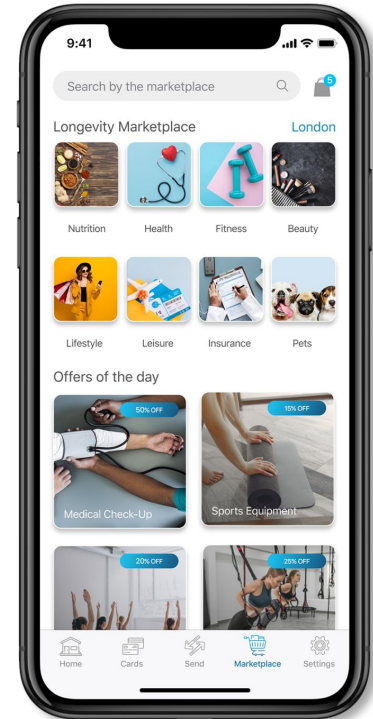 9:41
Search by the marketplace
5
Longevity Marketplace London
Nutrition Health Fitness Beauty
Lifestyle Leisure Insurance Pets
Offers of the day
50% OFF 15% OFF
Medical Check-Up Sports Equipment
20% OFF 25% OFF
Home Cards Send Marketplace Settings